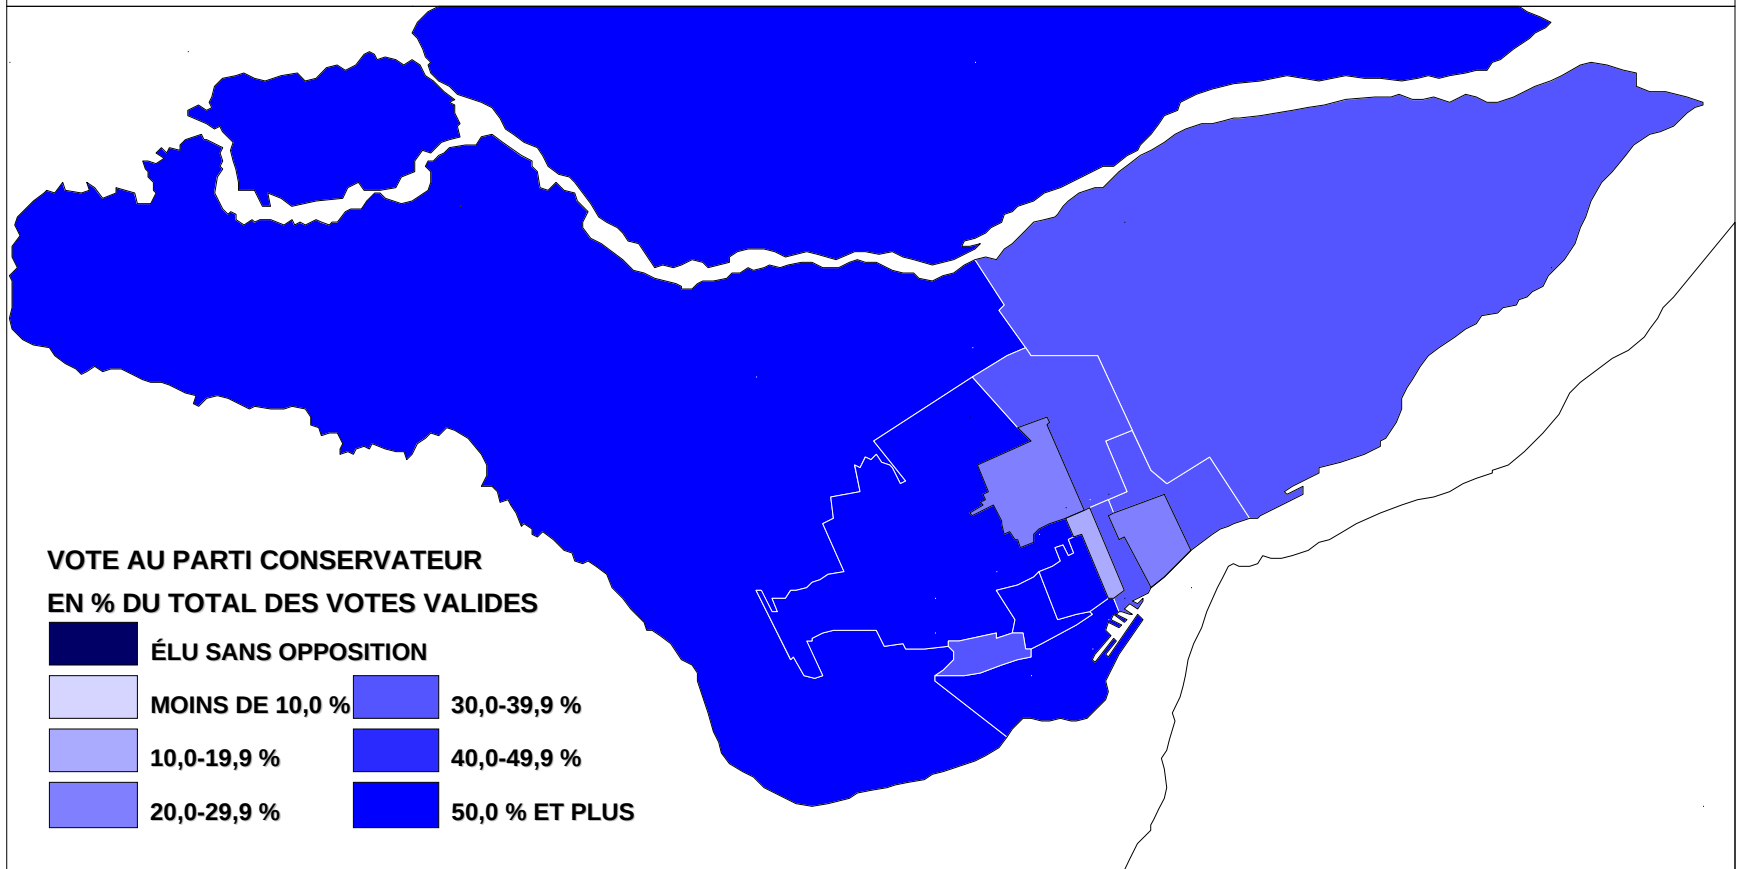 VOTE AU PARTI CONSERVATEUR
EN % DU TOTAL DES VOTES VALIDES
ÉLU SANS OPPOSITION
MOINS DE 10,0 %
30,0-39,9 %
10,0-19,9 %
40,0-49,9 %
20,0-29,9 %
50,0 % ET PLUS